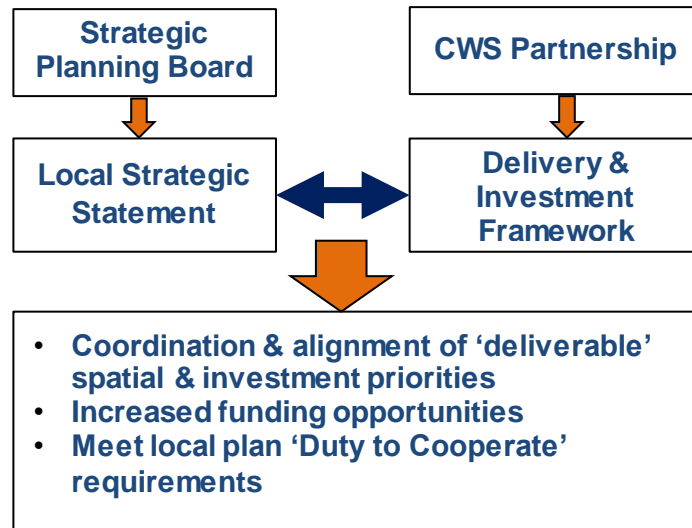 Strategic
Planning Board
CWS Partnership
Local Strategic
Statement
Delivery &
Investment
Framework
• Coordination & alignment of ‘deliverable’
spatial & investment priorities
• Increased funding opportunities
• Meet local plan ‘Duty to Cooperate’
requirements